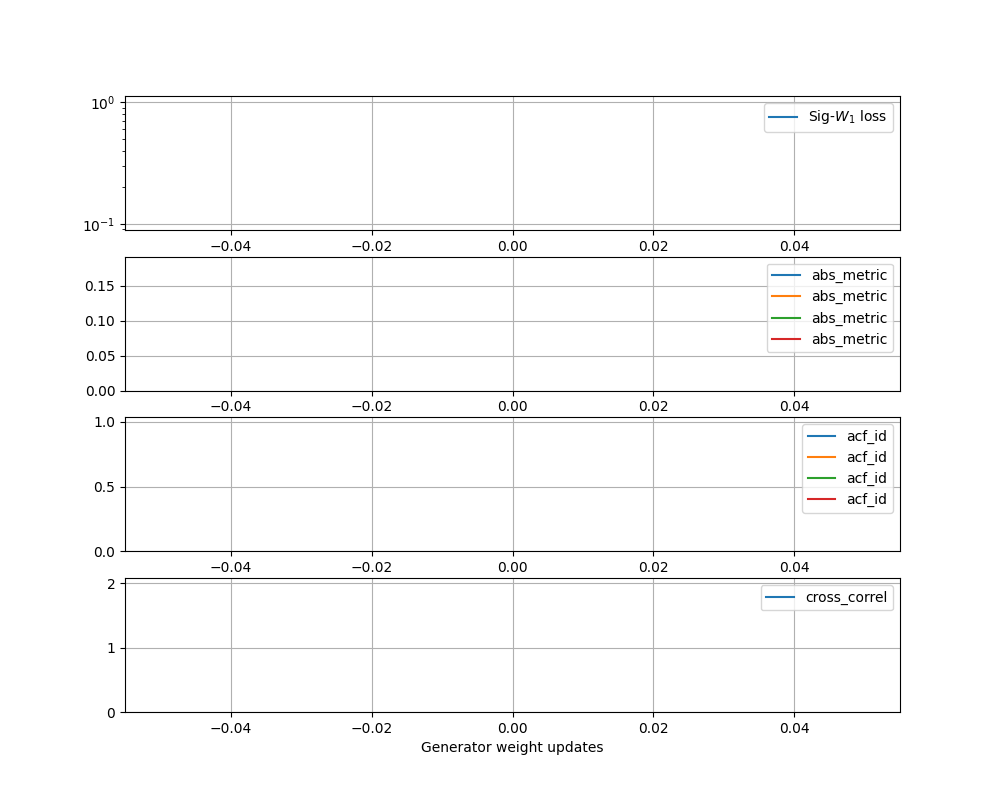 10⁰
10⁻¹
Sig-W₁ loss
−0.04 −0.02 0.00 0.02 0.04
0.15
0.10
0.05
0.00
abs_metric
abs_metric
abs_metric
abs_metric
−0.04 −0.02 0.00 0.02 0.04
1.0
0.5
0.0
acf_id
acf_id
acf_id
acf_id
−0.04 −0.02 0.00 0.02 0.04
2
1
0
cross_correl
−0.04 −0.02 0.00 0.02 0.04
Generator weight updates